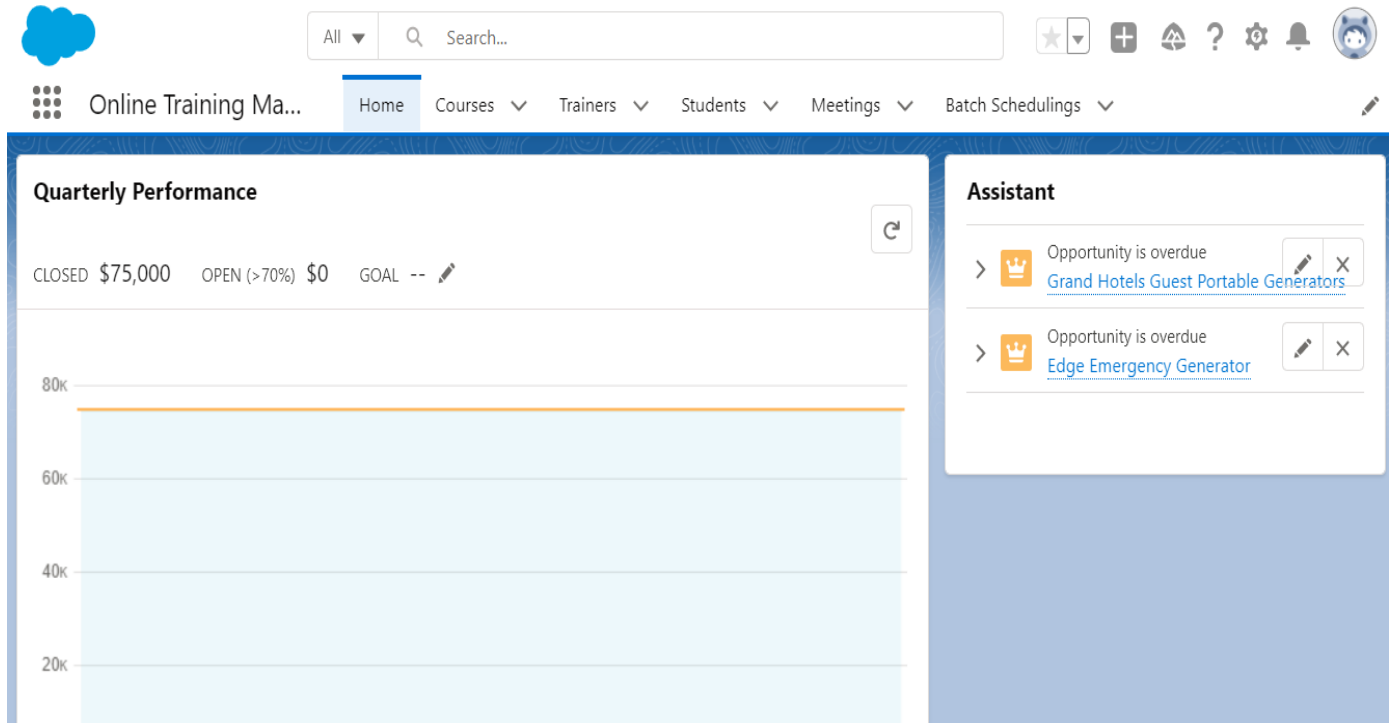 All Search...
Online Training Ma... Home Courses Trainers Students Meetings Batch Schedulings
Quarterly Performance
CLOSED $75,000 OPEN (>70%) $0 GOAL --
80K
60K
40K
20K
Assistant
Opportunity is overdue
Grand Hotels Guest Portable Generators
Opportunity is overdue
Edge Emergency Generator